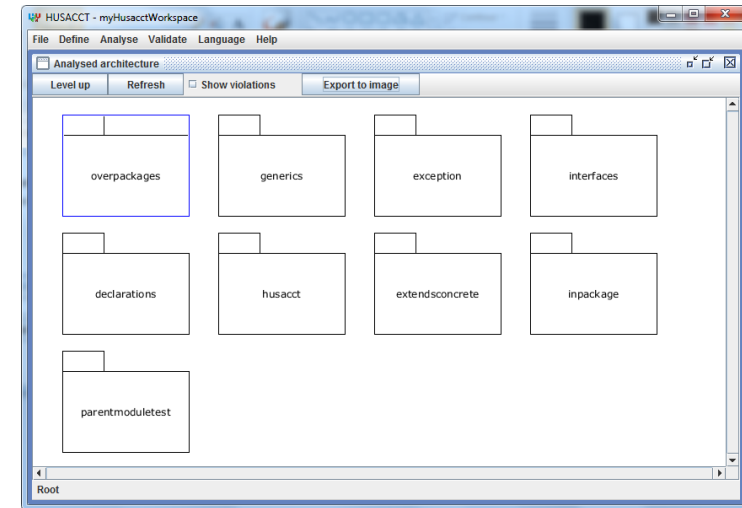 HUSACCT - myHusacctWorkspace
File Define Analyse Validate Language Help
Analysed architecture
Level up Refresh Show violations Export to image
overpackages generics exception interfaces
declarations husacct extendsconcrete inpackage
parentmoduletest
Root